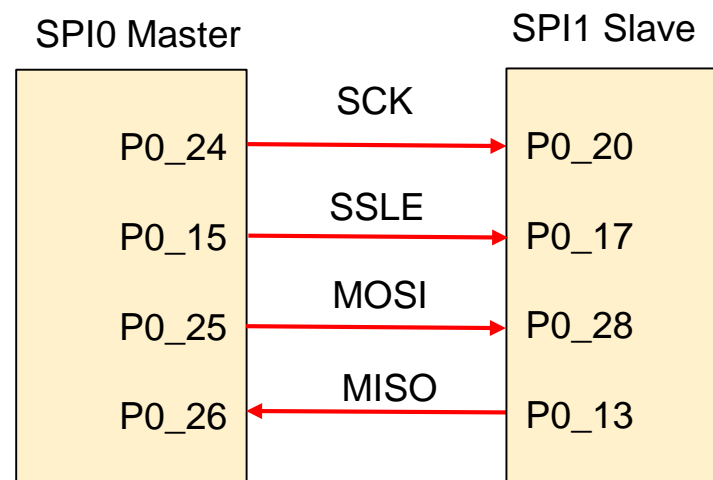 SPI0 Master
SPI1 Slave
SCK
P0_24
P0_20
SSLE
P0_15
P0_17
MOSI
P0_25
P0_28
MISO
P0_26
P0_13